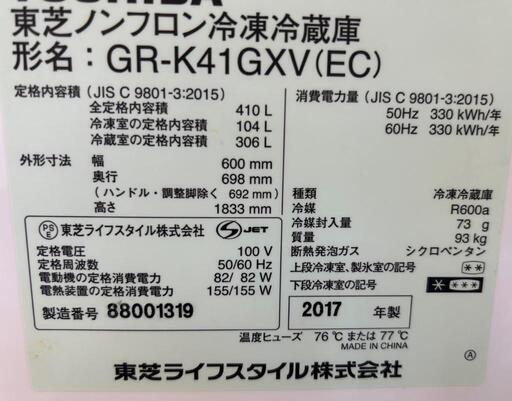 TOSHIBA
東芝ノンフロン冷凍冷蔵庫
形名：GR-K41GXV(EC)
定格内容積 (JIS C 9801-3:2015)
全定格内容積 410 L
冷凍室の定格内容積 104 L
冷蔵室の定格内容積 306 L
外形寸法 幅 600 mm
奥行 698 mm
(ハンドル・調整脚除く 692 mm)
高さ 1833 mm
消費電力量 (JIS C 9801-3:2015)
50Hz 330 kWh/年
60Hz 330 kWh/年
種類 冷凍冷蔵庫
冷媒 R600a
冷媒封入量 73 g
質量 93 kg
断熱発泡ガス シクロペンタン
上段冷凍室、製氷室の記号 **
下段冷凍室の記号 * ***
PSE 東芝ライフスタイル株式会社 S JET
定格電圧 100 V
定格周波数 50/60 Hz
電動機の定格消費電力 82/ 82 W
電熱装置の定格消費電力 155/155 W
製造番号 88001319
2017 年製
温度ヒューズ 76℃または77℃
MADE IN CHINA
東芝ライフスタイル株式会社
Ⓐ